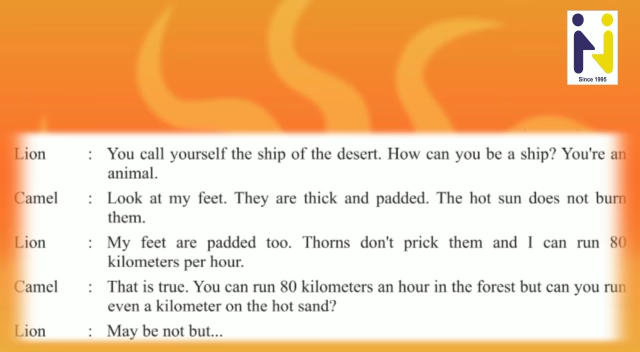 Since 1995
Lion : You call yourself the ship of the desert. How can you be a ship? You're an
animal.
Camel : Look at my feet. They are thick and padded. The hot sun does not burn
them.
Lion : My feet are padded too. Thorns don't prick them and I can run 80
kilometers per hour.
Camel : That is true. You can run 80 kilometers an hour in the forest but can you run
even a kilometer on the hot sand?
Lion : May be not but...